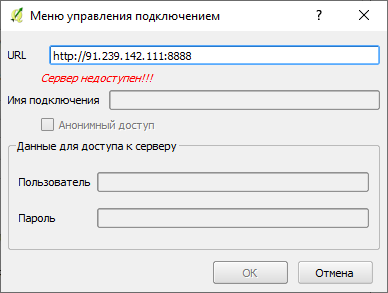 Меню управления подключением
?
URL http://91.239.142.111:8888
Сервер недоступен!!!
Имя подключения
Анонимный доступ
Данные для доступа к серверу
Пользователь
Пароль
OK Отмена